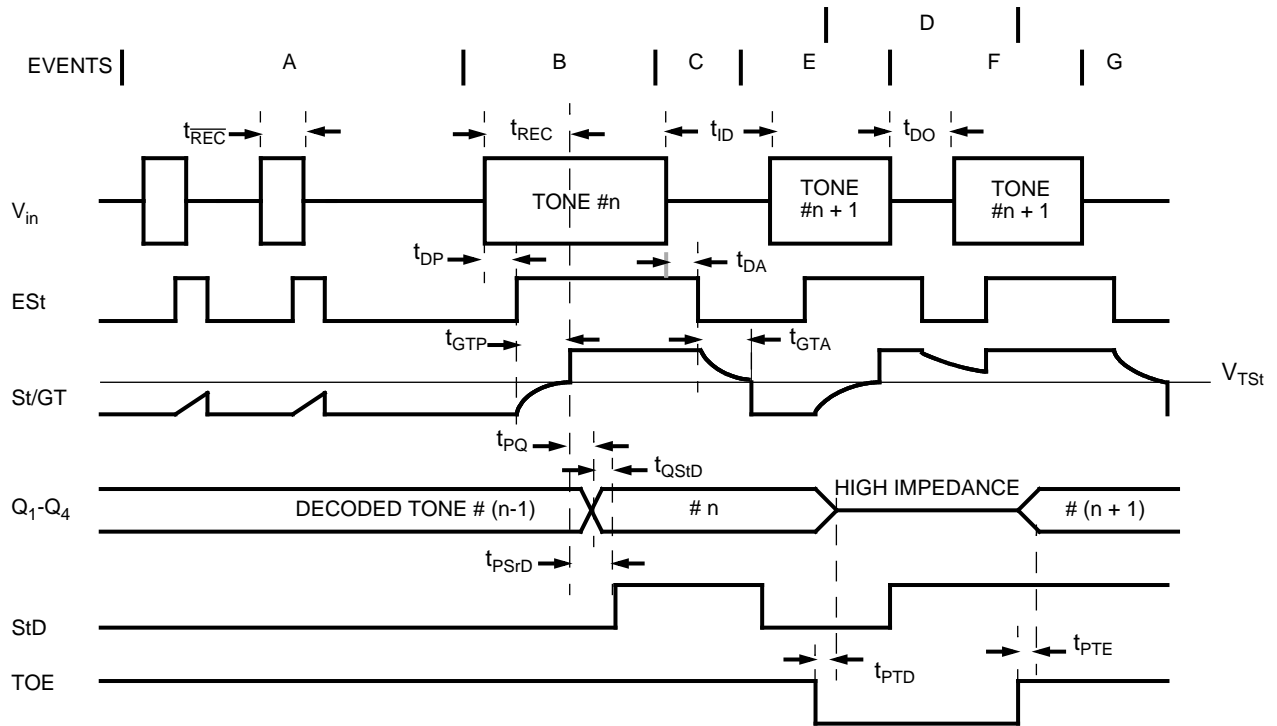 D
EVENTS A B C E F G
tREC tREC tID tDO
Vin TONE #n TONE #n + 1 TONE #n + 1
tDP tDA
ESt
tGTP tGTA
VTSt
St/GT
tPQ
tQStD
HIGH IMPEDANCE
Q1-Q4 DECODED TONE # (n-1) # n # (n + 1)
tPSrD
StD
tPTE
tPTD
TOE